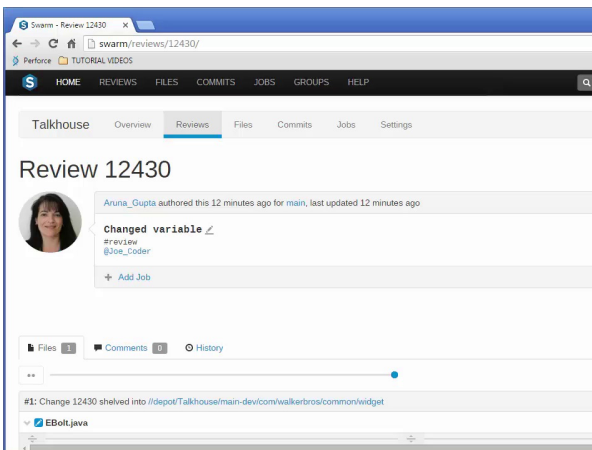 Swarm - Review 12430
swarm/reviews/12430/
Perforce TUTORIAL VIDEOS
S HOME REVIEWS FILES COMMITS JOBS GROUPS HELP
Talkhouse Overview Reviews Files Commits Jobs Settings
Review 12430
Aruna_Gupta authored this 12 minutes ago for main, last updated 12 minutes ago
Changed variable
#review
@Joe_Coder
+ Add Job
Files 1 Comments 0 History
#1: Change 12430 shelved into //depot/Talkhouse/main-dev/com/walkerbros/common/widget
EBolt.java